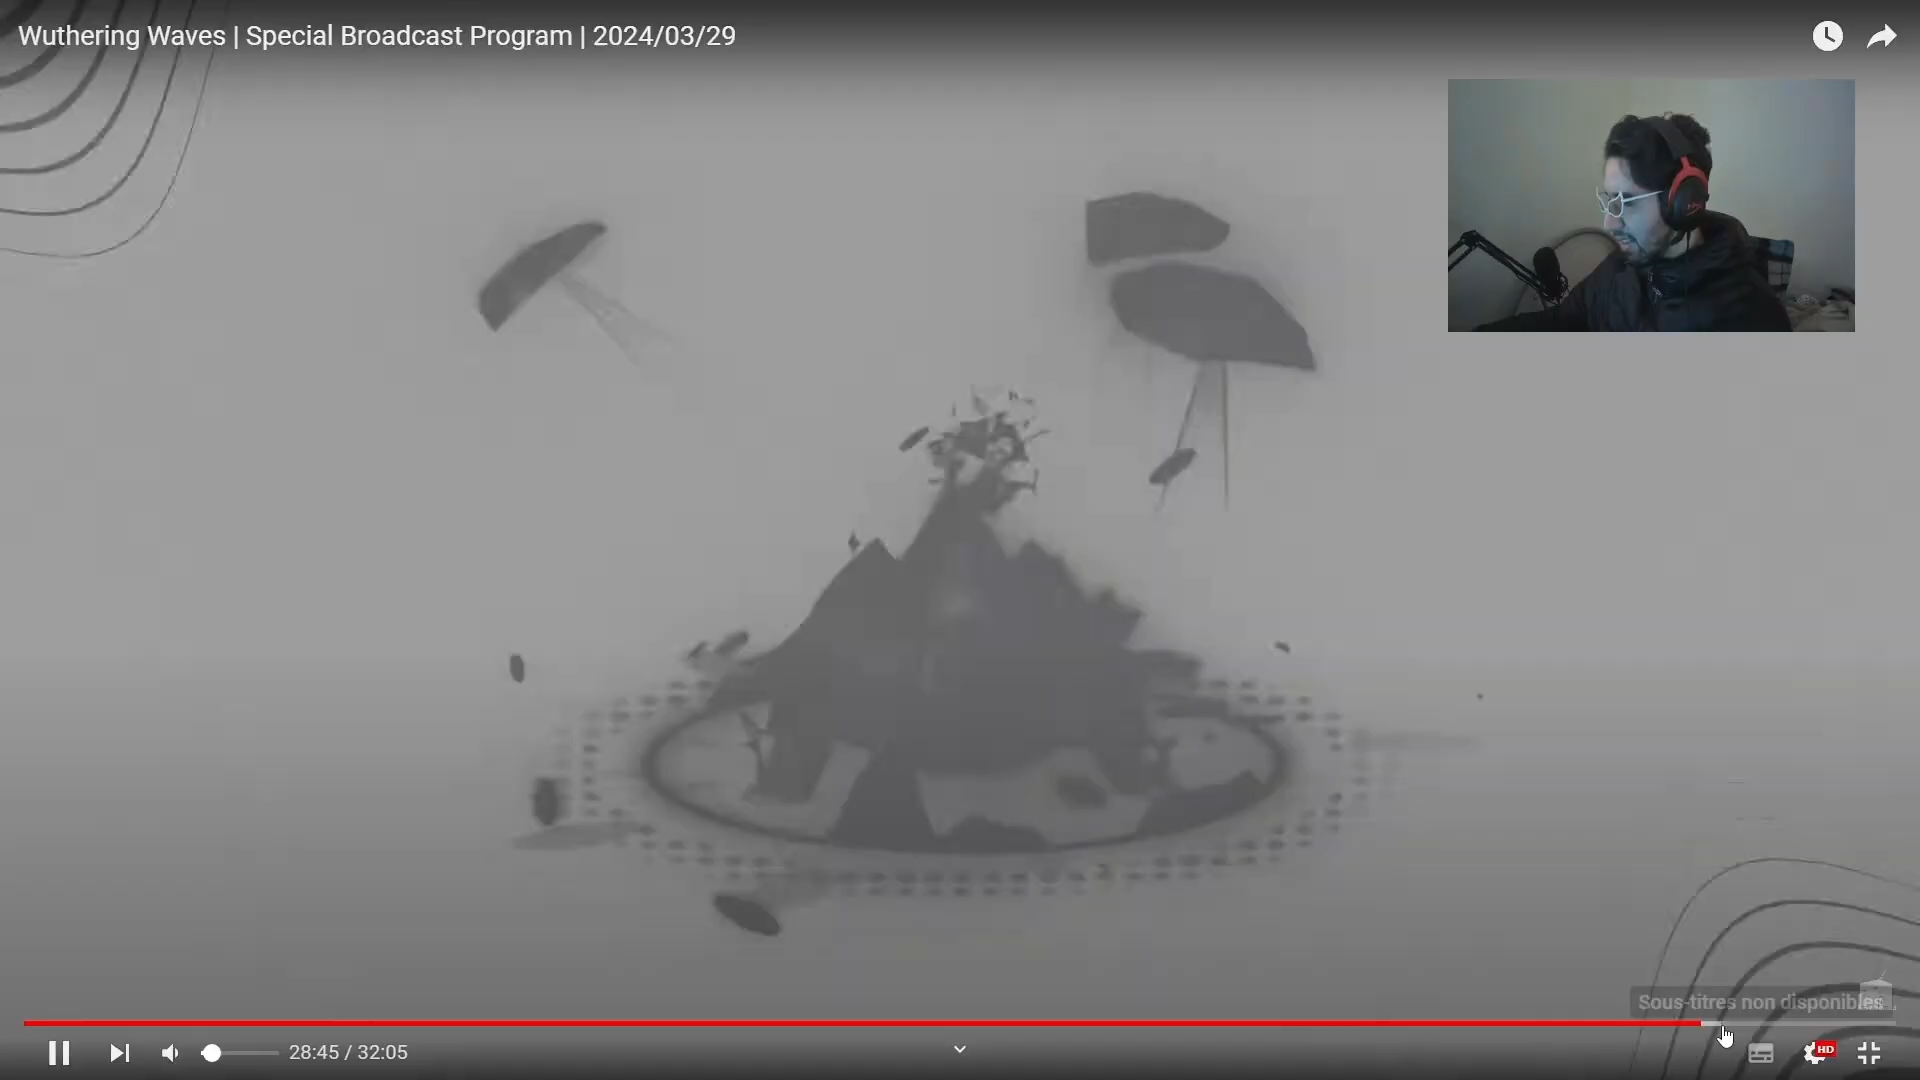 Wuthering Waves | Special Broadcast Program | 2024/03/29
Sous-titres non disponibles
28:45 / 32:05
HD